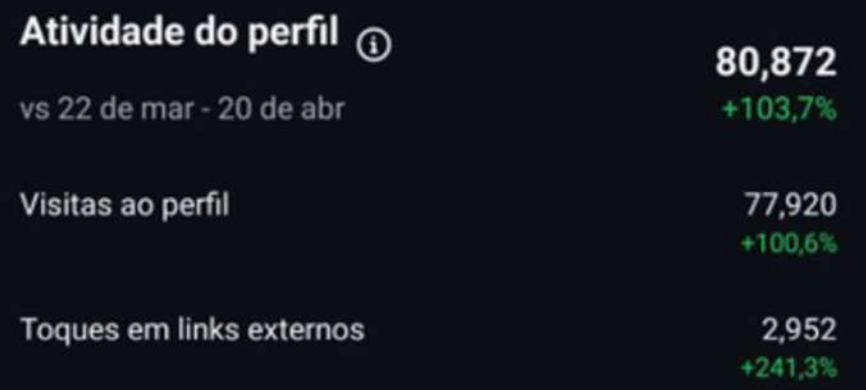 Atividade do perfil
80,872
vs 22 de mar - 20 de abr
+103,7%
Visitas ao perfil
77,920
+100,6%
Toques em links externos
2,952
+241,3%